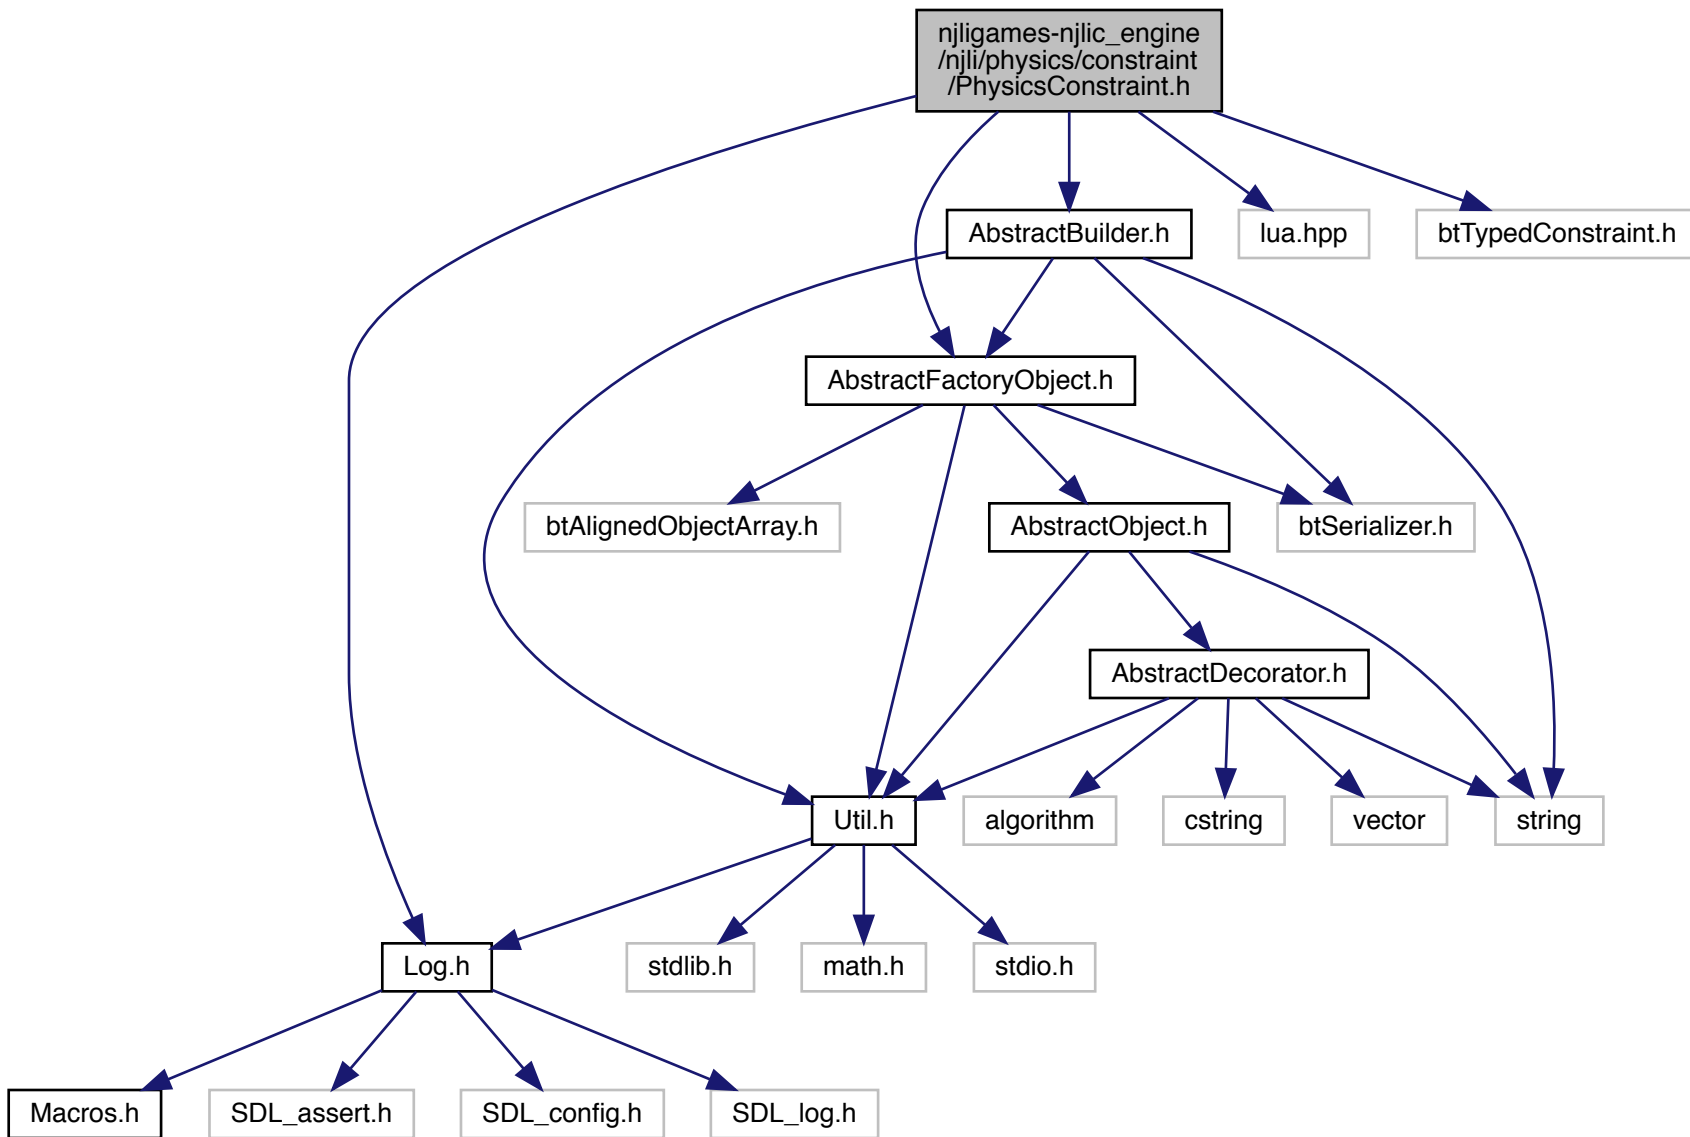 njligames-njlic_engine
/njli/physics/constraint
/PhysicsConstraint.h
AbstractBuilder.h
lua.hpp
btTypedConstraint.h
AbstractFactoryObject.h
btAlignedObjectArray.h
AbstractObject.h
btSerializer.h
AbstractDecorator.h
Util.h
algorithm
cstring
vector
string
Log.h
stdlib.h
math.h
stdio.h
Macros.h
SDL_assert.h
SDL_config.h
SDL_log.h